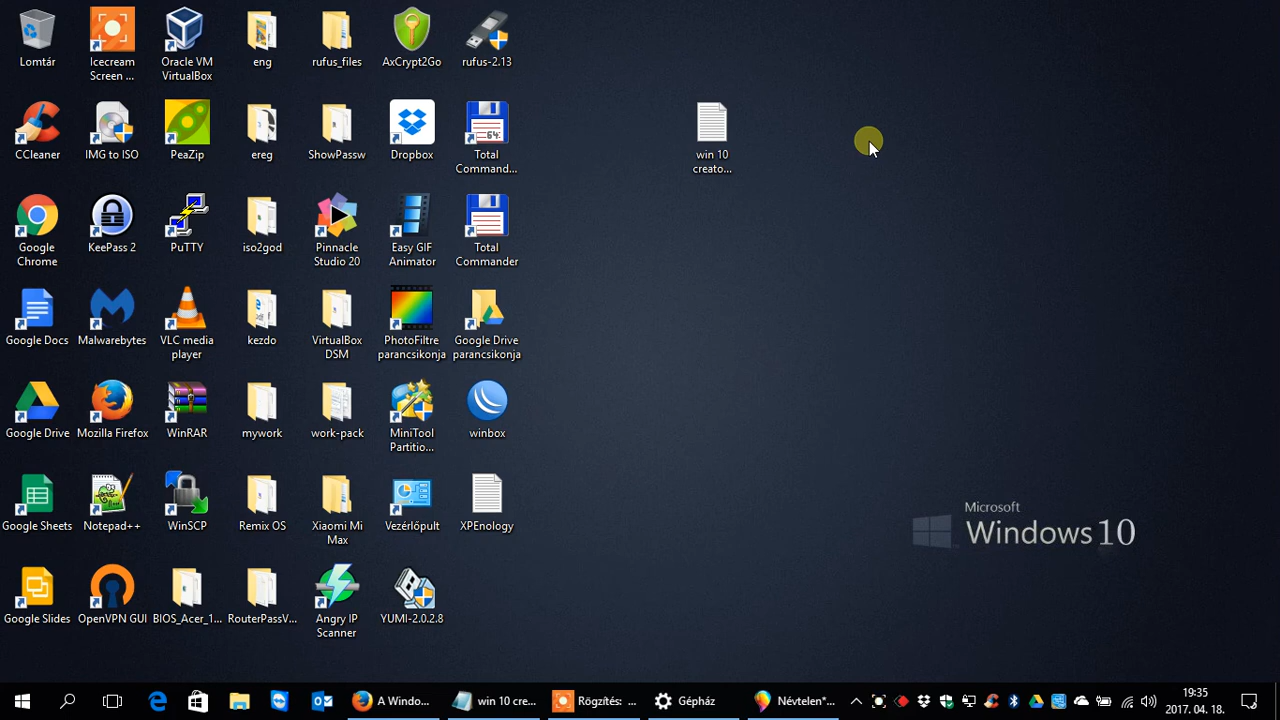 Lomtár
Icecream
Screen ...
Oracle VM
VirtualBox
eng
rufus_files
AxCrypt2Go
rufus-2.13
CCleaner
IMG to ISO
PeaZip
ereg
ShowPassw
Dropbox
64
Total
Command...
win 10
creato...
Google
Chrome
KeePass 2
PuTTY
iso2god
Pinnacle
Studio 20
Easy GIF
Animator
Total
Commander
Google Docs
Malwarebytes
VLC media
player
kezdo
VirtualBox
DSM
PhotoFiltre
parancsikonja
Google Drive
parancsikonja
Google Drive
Mozilla Firefox
WinRAR
mywork
work-pack
MiniTool
Partitio...
winbox
Google Sheets
Notepad++
WinSCP
Remix OS
Xiaomi Mi
Max
Vezérlőpult
XPEnology
Microsoft
Windows 10
Google Slides
OpenVPN GUI
BIOS_Acer_1...
RouterPassV...
Angry IP
Scanner
YUMI-2.0.2.8
A Windo...
win 10 cre...
Rögzítés: ...
Gépház
Névtelen*...
19:35
2017. 04. 18.